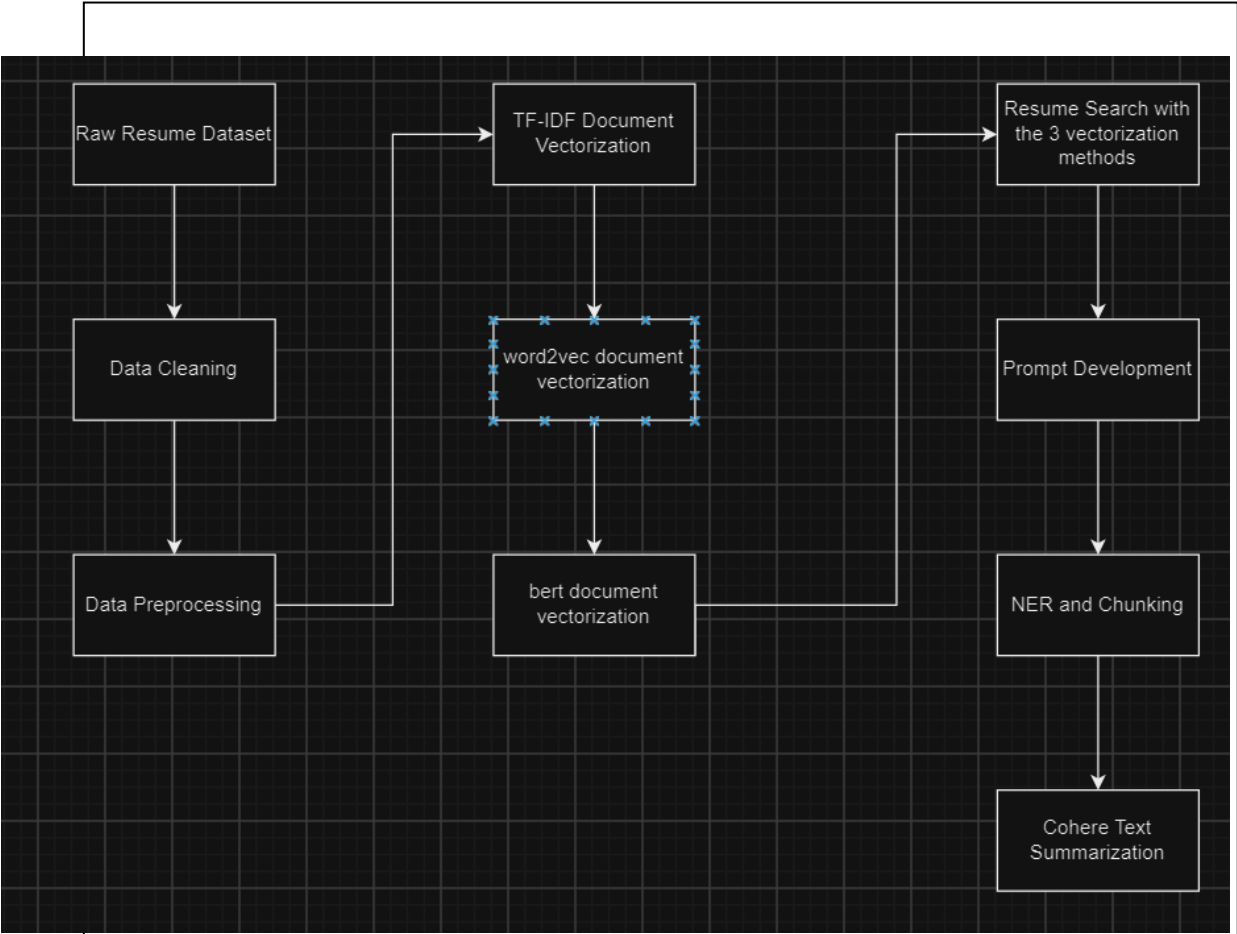 Raw Resume Dataset
Data Cleaning
Data Preprocessing
TF-IDF Document
Vectorization
word2vec document
vectorization
bert document
vectorization
Resume Search with
the 3 vectorization
methods
Prompt Development
NER and Chunking
Cohere Text
Summarization